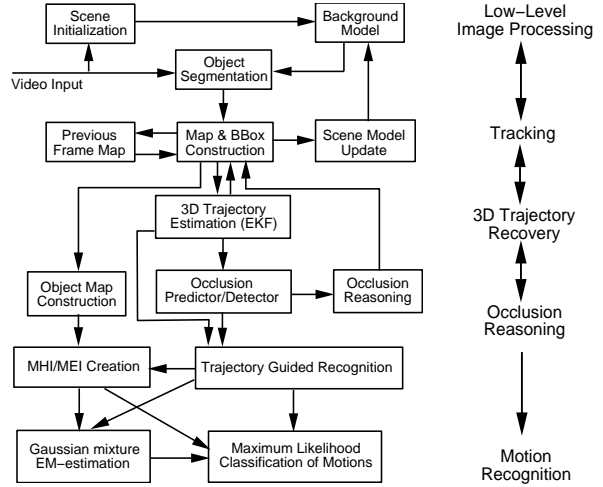 Scene
Initialization
Background
Model
Low–Level
Image Processing
Video Input
Object
Segmentation
Previous
Frame Map
Map & BBox
Construction
Scene Model
Update
Tracking
3D Trajectory
Estimation (EKF)
3D Trajectory
Recovery
Object Map
Construction
Occlusion
Predictor/Detector
Occlusion
Reasoning
Occlusion
Reasoning
MHI/MEI Creation
Trajectory Guided Recognition
Gaussian mixture
EM–estimation
Maximum Likelihood
Classification of Motions
Motion
Recognition